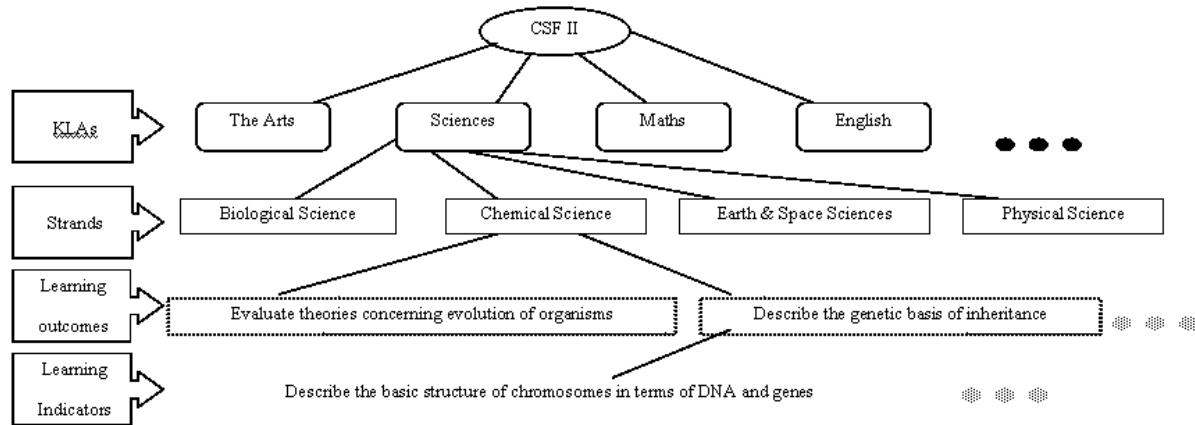 CSF II
KLAs
The Arts
Sciences
Maths
English
Strands
Biological Science
Chemical Science
Earth & Space Sciences
Physical Science
Learning
outcomes
Evaluate theories concerning evolution of organisms
Describe the genetic basis of inheritance
Learning
Indicators
Describe the basic structure of chromosomes in terms of DNA and genes